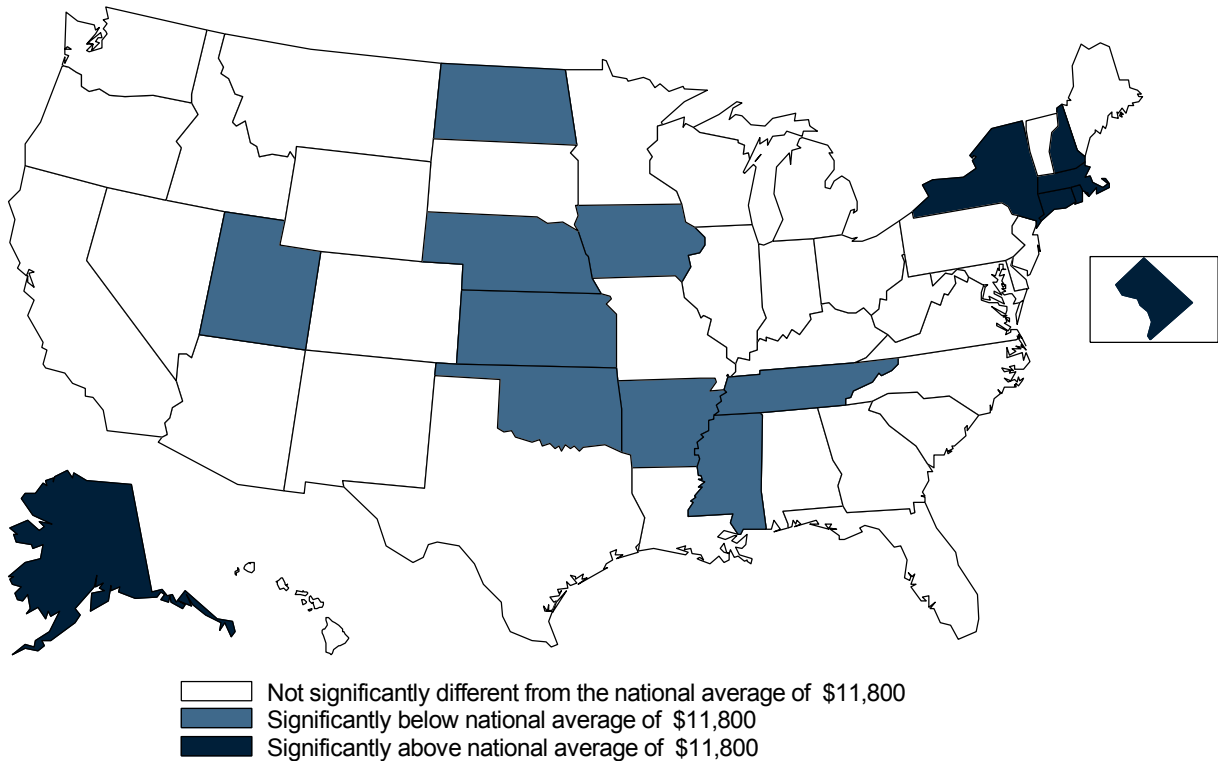 Not significantly different from the national average of $11,800
Significantly below national average of $11,800
Significantly above national average of $11,800